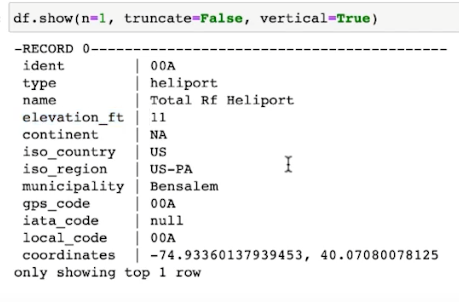 df.show(n=1, truncate=False, vertical=True)
-RECORD 0------------------------------------------
ident | 00A
type | heliport
name | Total Rf Heliport
elevation_ft | 11
continent | NA
iso_country | US
iso_region | US-PA
municipality | Bensalem
gps_code | 00A
iata_code | null
local_code | 00A
coordinates | -74.93360137939453, 40.07080078125
only showing top 1 row